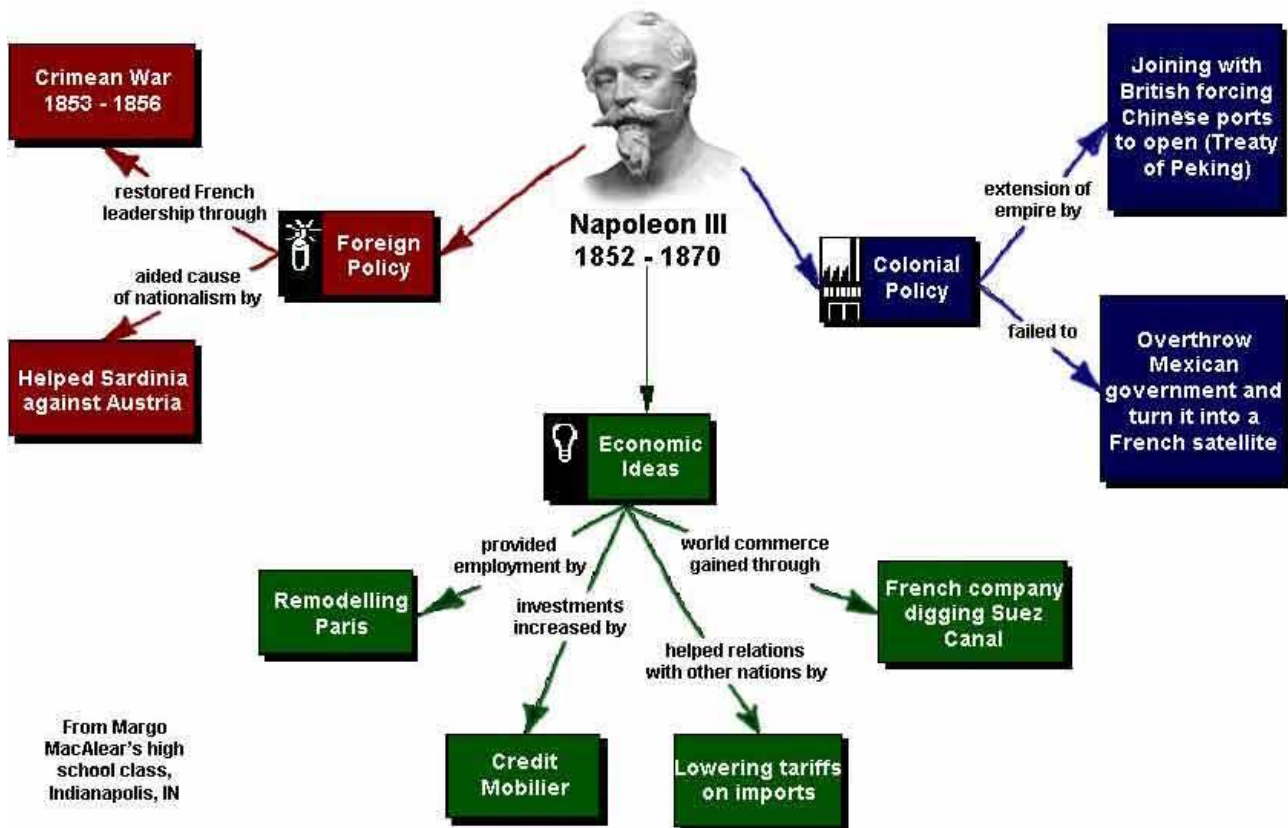 Napoleon III
1852 - 1870
Foreign
Policy
restored French
leadership through
Crimean War
1853 - 1856
aided cause
of nationalism by
Helped Sardinia
against Austria
Colonial
Policy
extension of
empire by
Joining with
British forcing
Chinese ports
to open (Treaty
of Peking)
failed to
Overthrow
Mexican
government and
turn it into a
French satellite
Economic
Ideas
provided
employment by
Remodelling
Paris
investments
increased by
Credit
Mobilier
helped relations
with other nations by
Lowering tariffs
on imports
world commerce
gained through
French company
digging Suez
Canal
From Margo
MacAlear's high
school class,
Indianapolis, IN